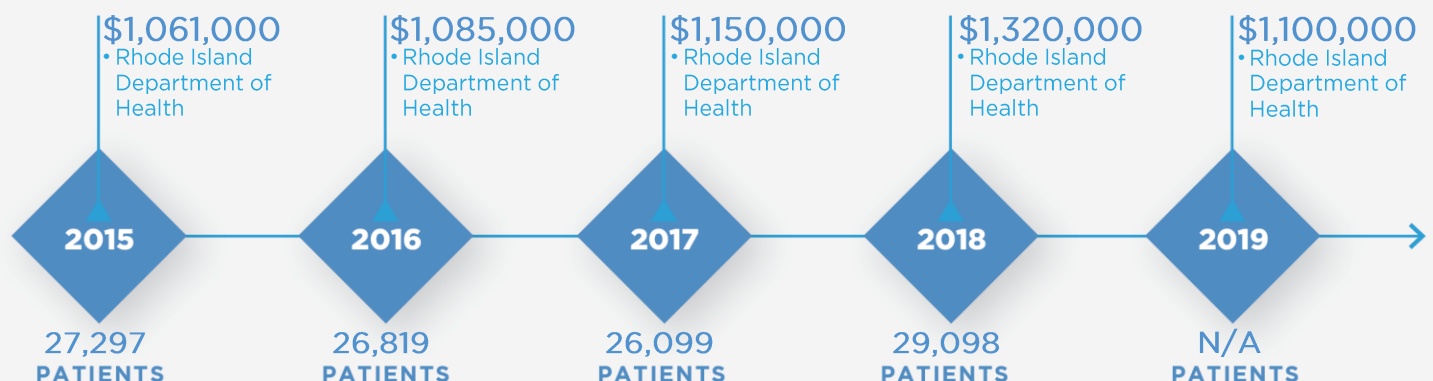 $1,061,000
• Rhode Island
Department of
Health
$1,085,000
• Rhode Island
Department of
Health
$1,150,000
• Rhode Island
Department of
Health
$1,320,000
• Rhode Island
Department of
Health
$1,100,000
• Rhode Island
Department of
Health
2015
2016
2017
2018
2019
27,297
PATIENTS
26,819
PATIENTS
26,099
PATIENTS
29,098
PATIENTS
N/A
PATIENTS